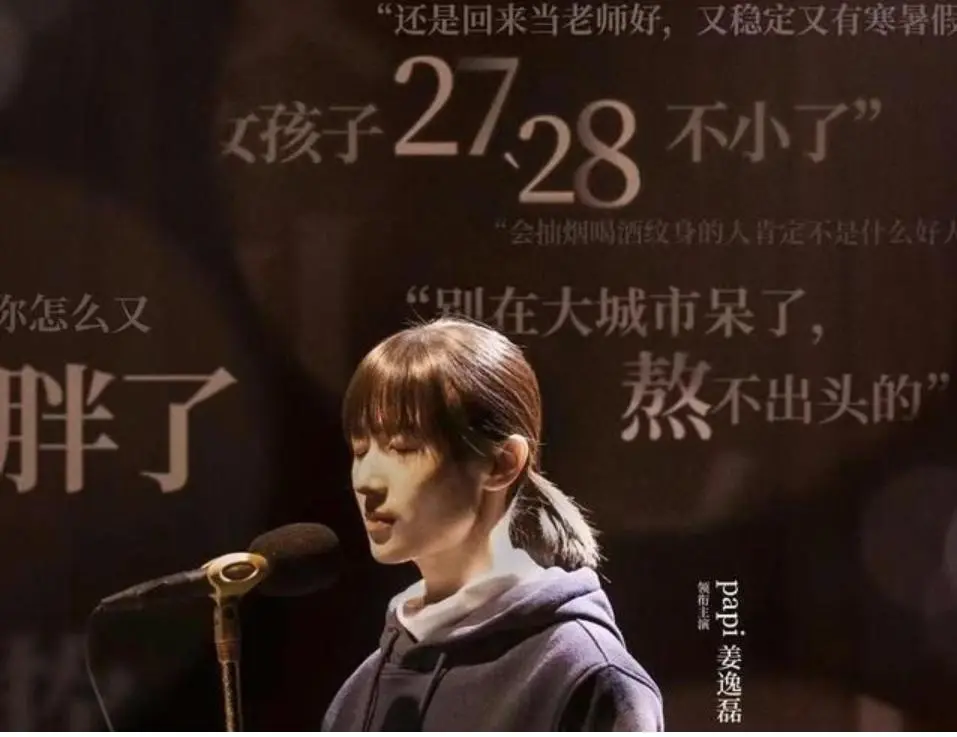 “还是回来当老师好，又稳定又有寒暑假
女孩子27、28不小了”
“会抽烟喝酒纹身的人肯定不是什么好人
你怎么又
胖了
“别在大城市呆了，
熬不出头的”
领衔主演
papi 姜逸磊